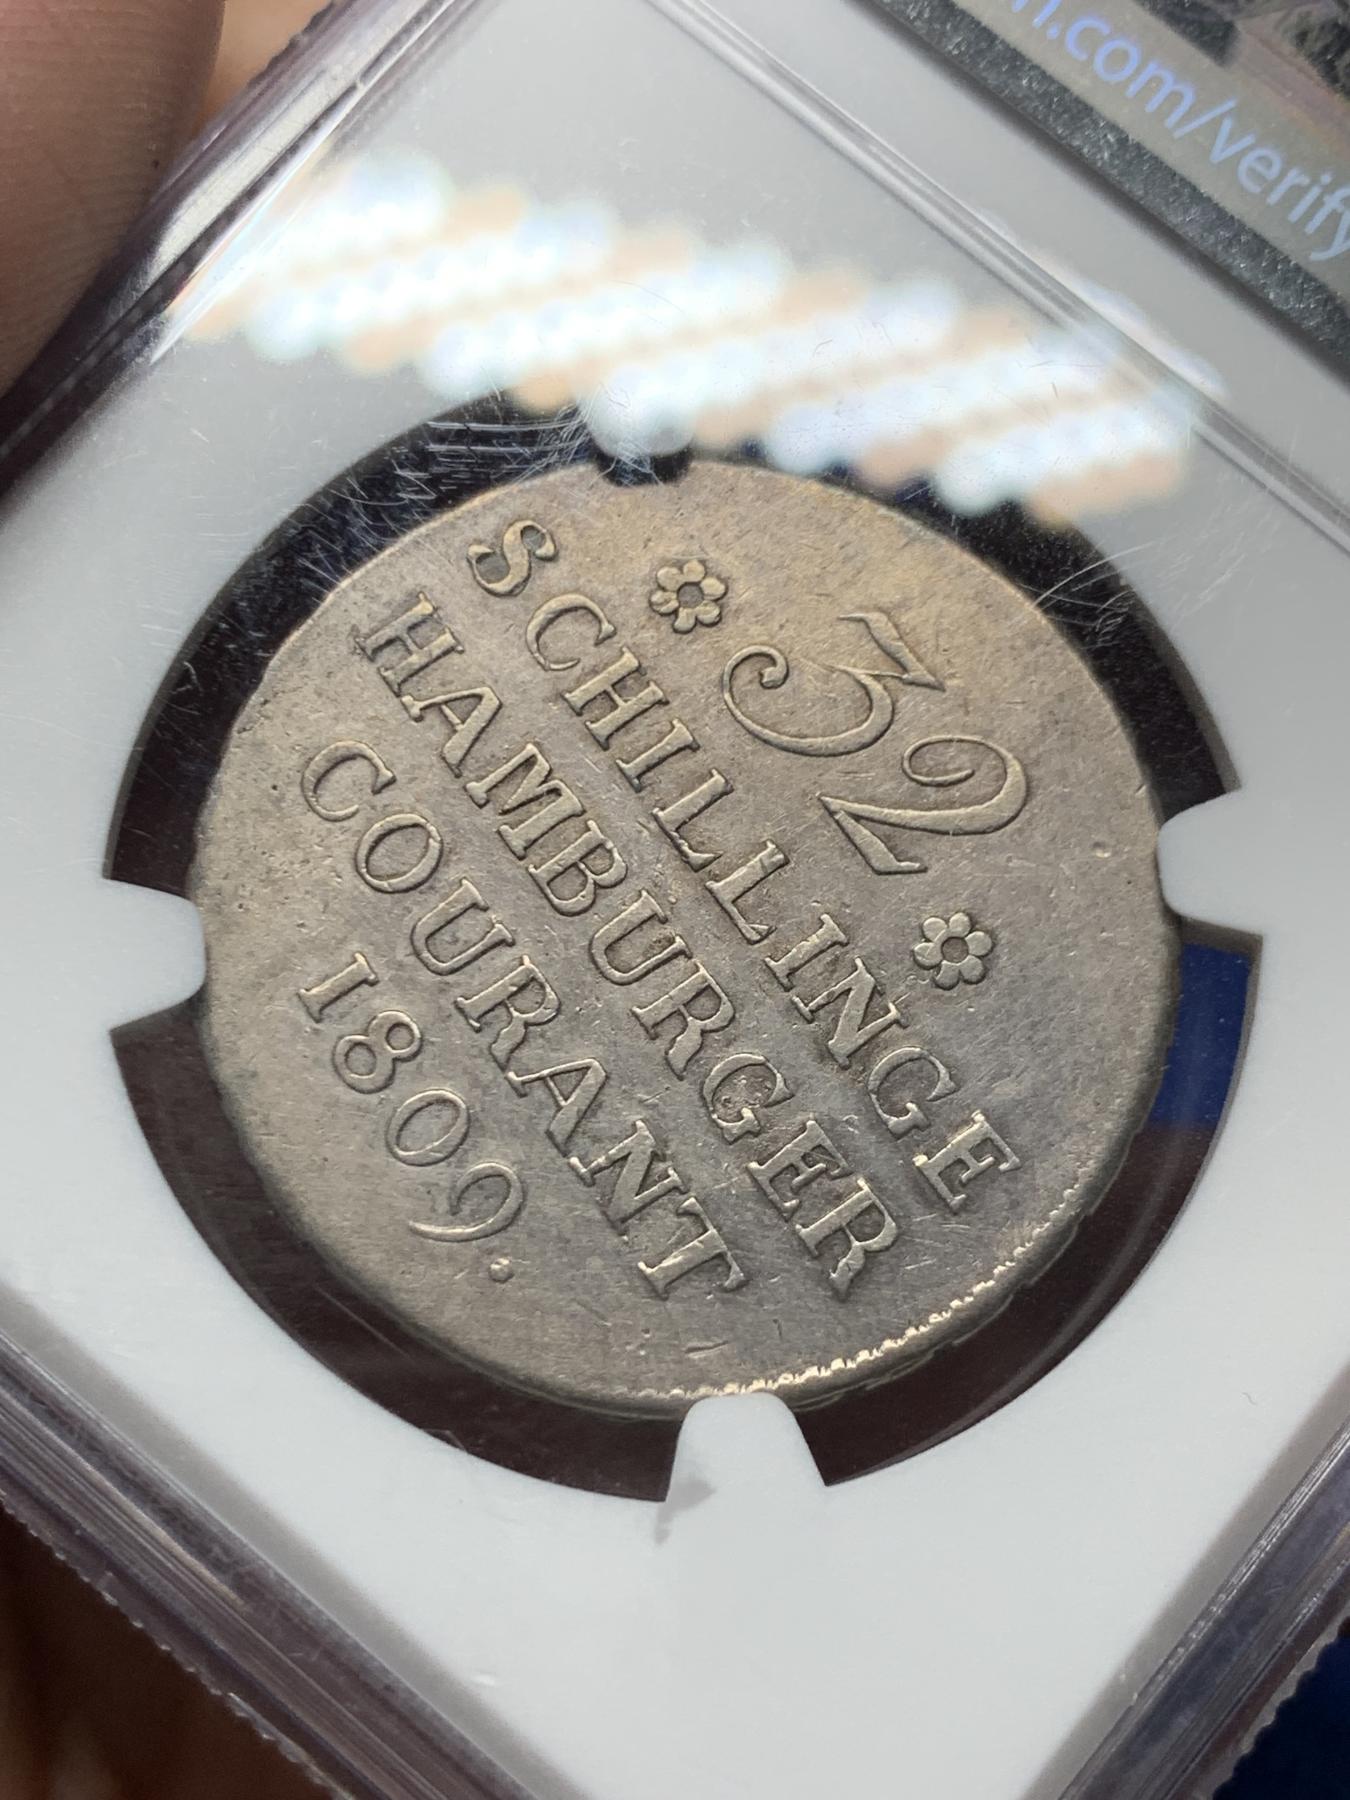 n.com/verify
32
SCHILLINGE
HAMBURGER
COURANT
1809.